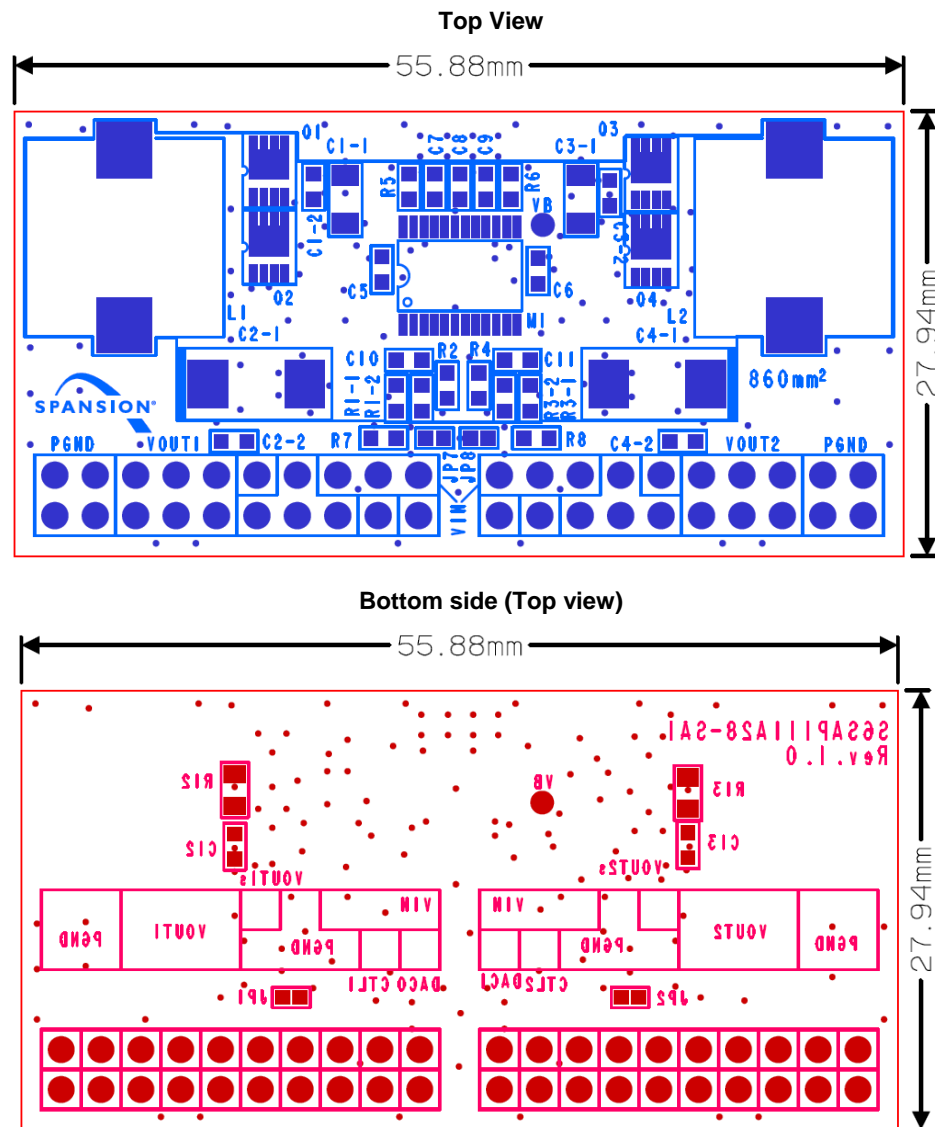 Top View
55.88mm
Q1
C1-1
C7
C8
C9
C3-1
Q3
R5
R6
VB
C1-2
C3-2
C5
C6
Q2
Q4
L1
M1
L2
C2-1
C4-1
C10
R2
R4
C11
860mm²
27.94mm
R1-1
R1-2
R3-2
R3-1
SPANSION®
PGND
VOUT1
C2-2
R7
JP7
JP8
R8
C4-2
VOUT2
PGND
VIN
Bottom side (Top view)
55.88mm
S6SAP111A28-SA1
Rev.1.0
R12
VB
R13
C12
C13
VOUT1s
VOUT2s
27.94mm
VIN
VIN
PGND
VOUT1
PGND
PGND
VOUT2
PGND
CTL1
DAC0
DAC1
CTL2
JP1
JP2